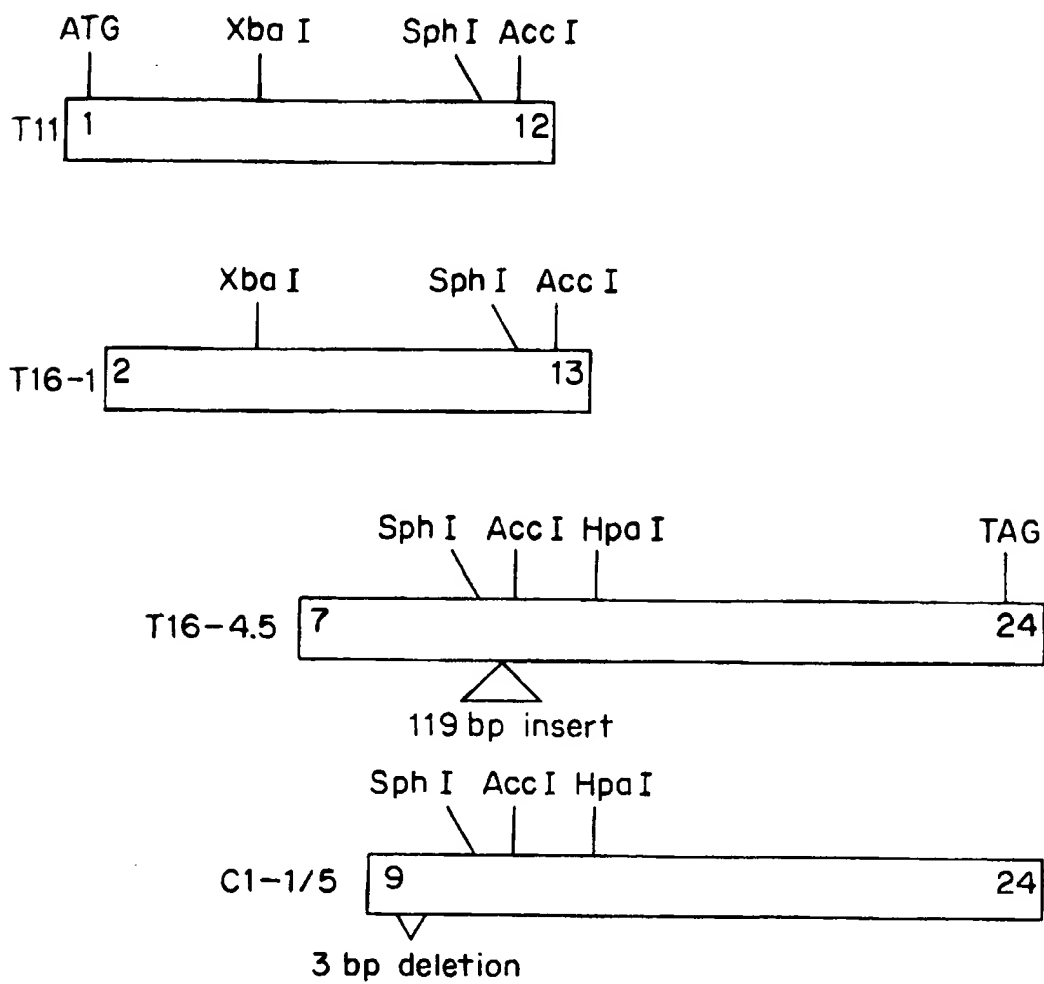 ATG Xba I Sph I Acc I
T11 1 12
Xba I Sph I Acc I
T16-1 2 13
Sph I Acc I Hpa I TAG
T16-4.5 7 24
119 bp insert
Sph I Acc I Hpa I
C1-1/5 9 24
3 bp deletion